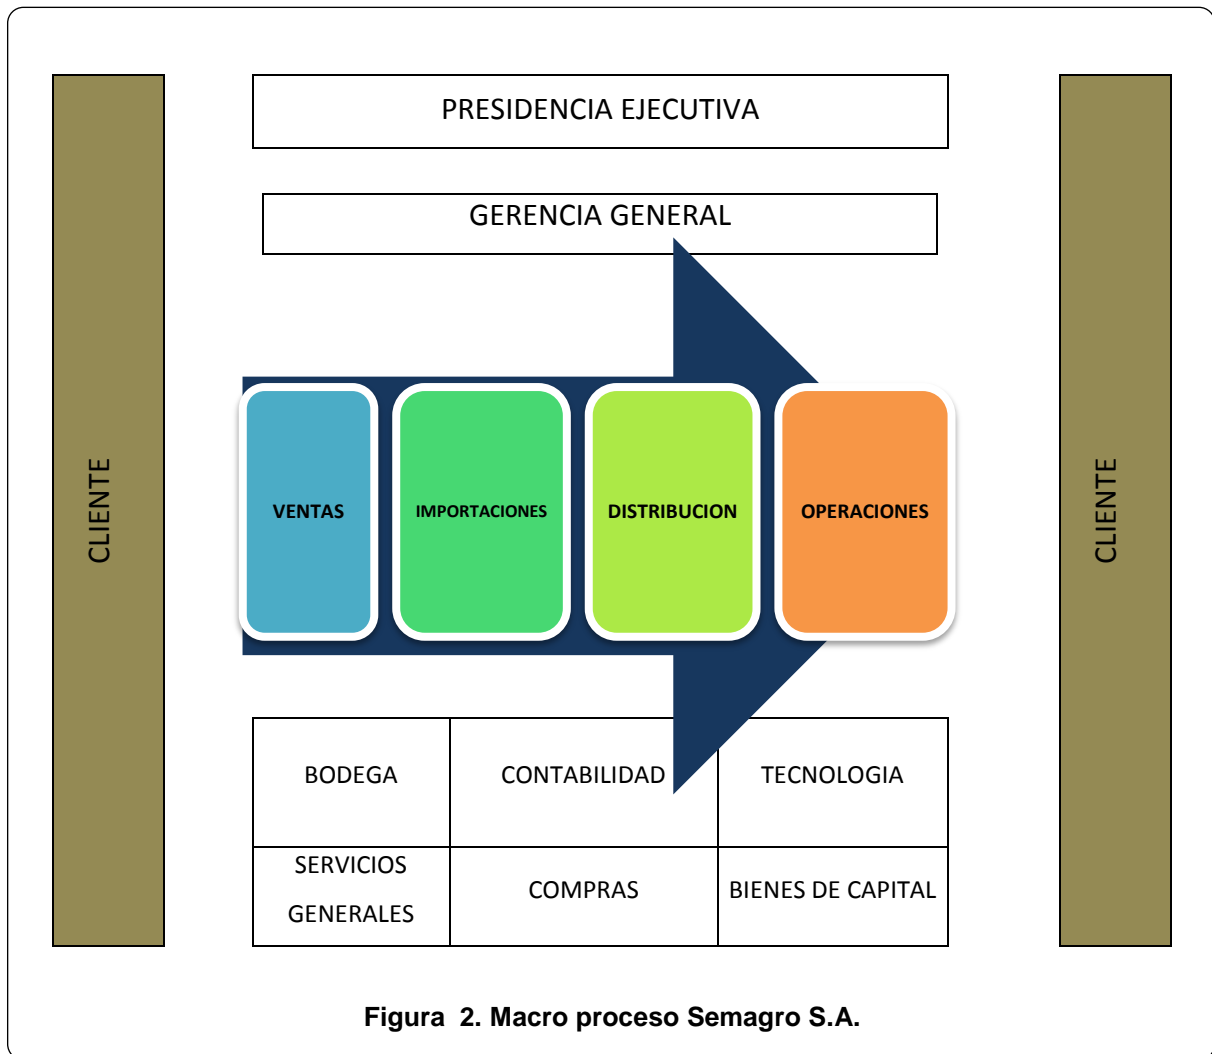 PRESIDENCIA EJECUTIVA
GERENCIA GENERAL
CLIENTE
VENTAS
IMPORTACIONES
DISTRIBUCION
OPERACIONES
CLIENTE
BODEGA
CONTABILIDAD
TECNOLOGIA
SERVICIOS
GENERALES
COMPRAS
BIENES DE CAPITAL
Figura 2. Macro proceso Semagro S.A.